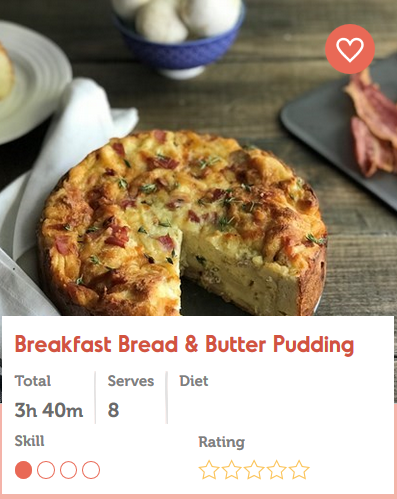 Breakfast Bread & Butter Pudding
Total Serves Diet
3h 40m 8
Skill Rating